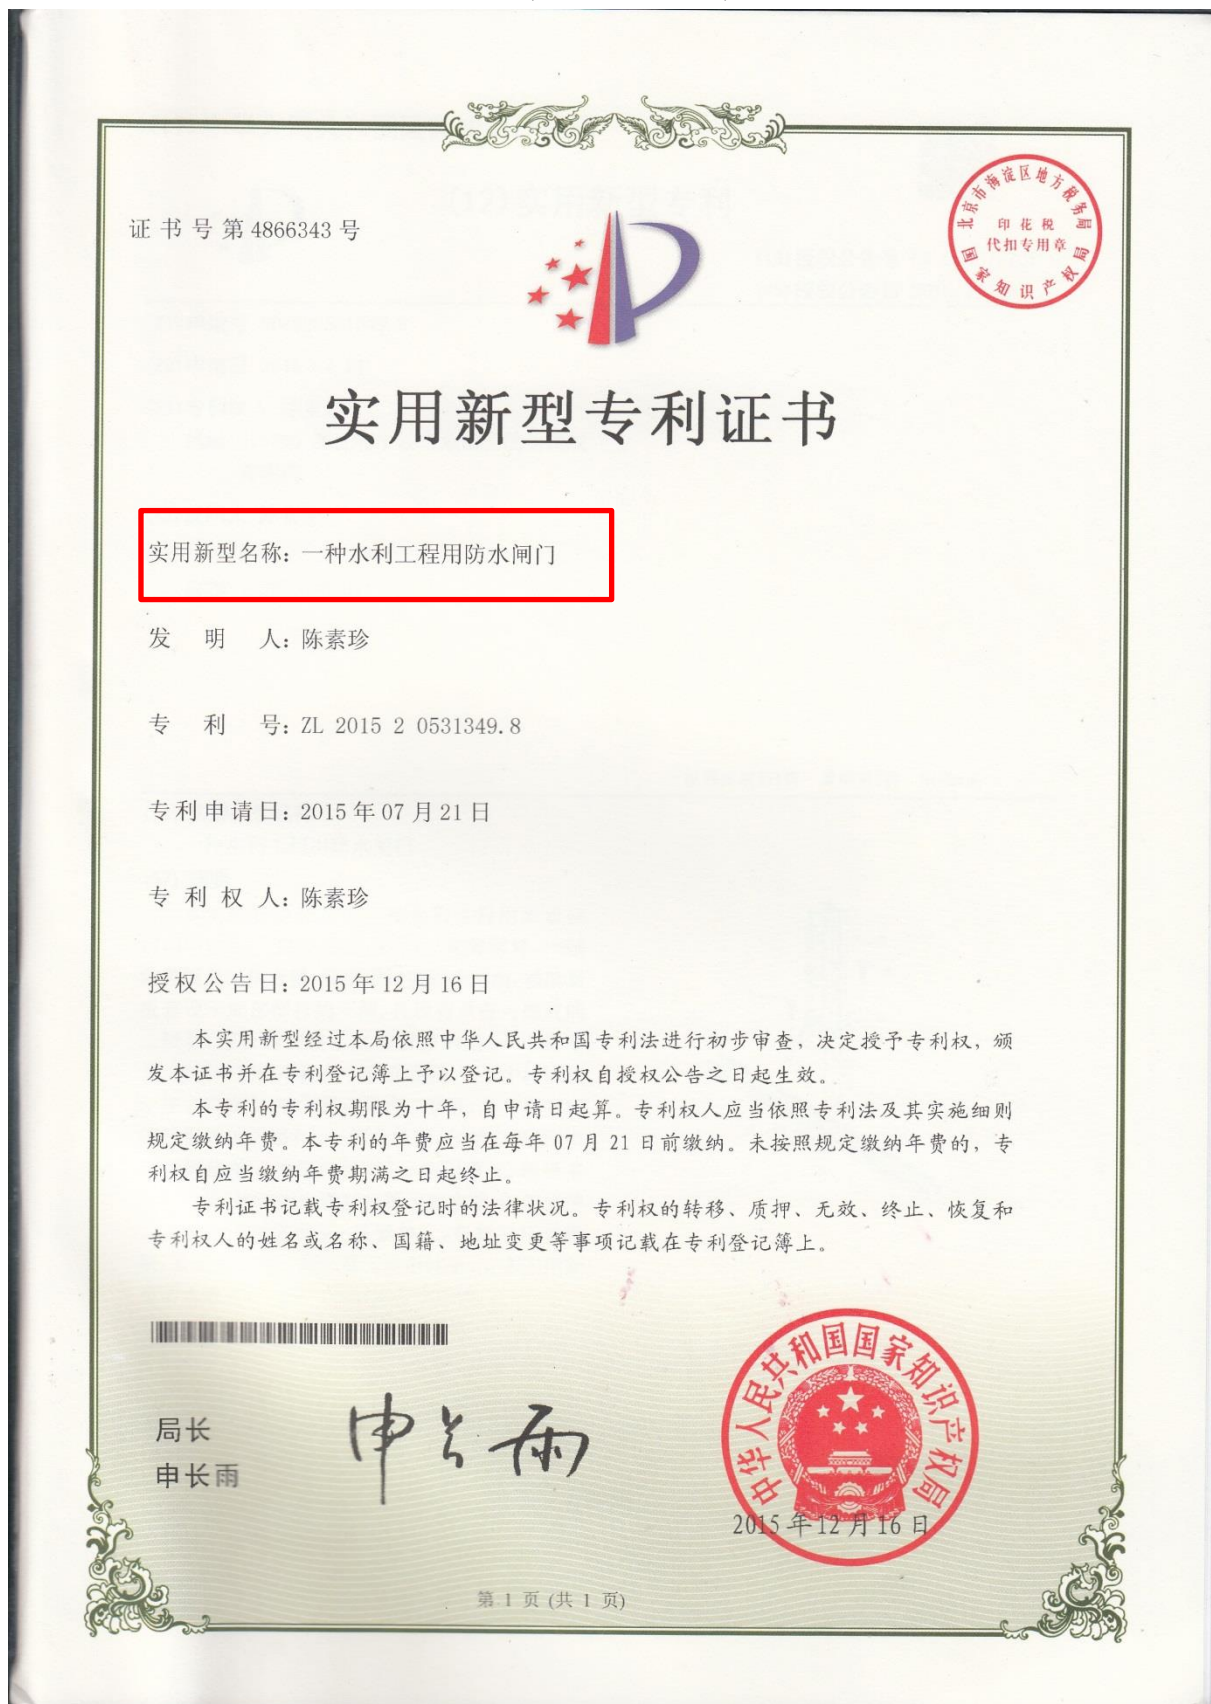 证书号第4866343号
北京市海淀区地方税务局
印花税
代扣专用章
国家知识产权局
实用新型专利证书
实用新型名称：一种水利工程用防水闸门
发明人：陈素珍
专利号：ZL 2015 2 0531349.8
专利申请日：2015年07月21日
专利权人：陈素珍
授权公告日：2015年12月16日
本实用新型经过本局依照中华人民共和国专利法进行初步审查，决定授予专利权，颁
发本证书并在专利登记簿上予以登记。专利权自授权公告之日起生效。
本专利的专利权期限为十年，自申请日起算。专利权人应当依照专利法及其实施细则
规定缴纳年费。本专利的年费应当在每年07月21日前缴纳。未按照规定缴纳年费的，专
利权自应当缴纳年费期满之日起终止。
专利证书记载专利权登记时的法律状况。专利权的转移、质押、无效、终止、恢复和
专利权人的姓名或名称、国籍、地址变更等事项记载在专利登记簿上。
局长
申长雨
申长雨
中华人民共和国国家知识产权局
2015年12月16日
第1页(共1页)